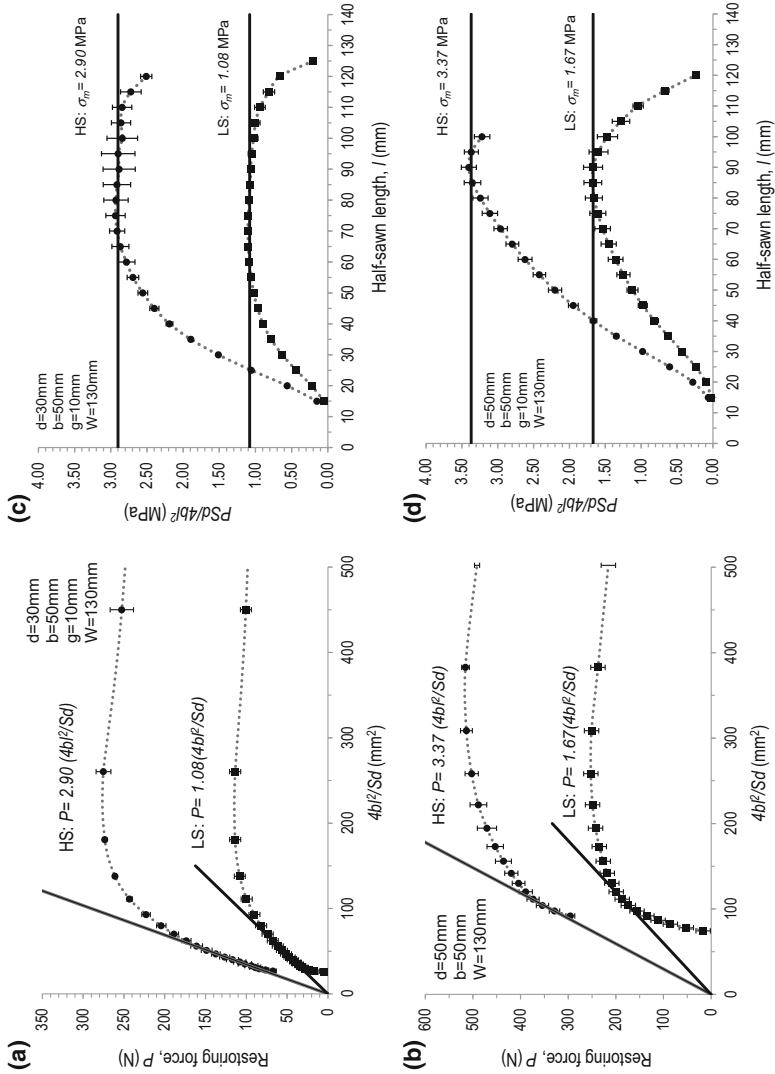 (a)
350
300
250
200
150
100
50
0
Restoring force, P (N)
0
100
200
300
400
500
4bl²/Sd (mm²)
d=30mm
b=50mm
g=10mm
W=130mm
HS: P= 2.90 (4bl²/Sd)
LS: P= 1.08(4bl²/Sd)
(c)
4.00
3.50
3.00
2.50
2.00
1.50
1.00
0.50
0.00
PSd/4bl² (MPa)
0
10
20
30
40
50
60
70
80
90
100
110
120
130
140
Half-sawn length, l (mm)
d=30mm
b=50mm
g=10mm
W=130mm
HS: σm= 2.90 MPa
LS: σm= 1.08 MPa
(b)
600
500
400
300
200
100
0
Restoring force, P (N)
0
100
200
300
400
500
4bl²/Sd (mm²)
d=50mm
b=50mm
W=130mm
HS: P= 3.37 (4bl²/Sd)
LS: P= 1.67(4bl²/Sd)
(d)
4.00
3.50
3.00
2.50
2.00
1.50
1.00
0.50
0.00
PSd/4bl² (MPa)
0
10
20
30
40
50
60
70
80
90
100
110
120
130
140
Half-sawn length, l (mm)
d=50mm
b=50mm
g=10mm
W=130mm
HS: σm= 3.37 MPa
LS: σm= 1.67 MPa